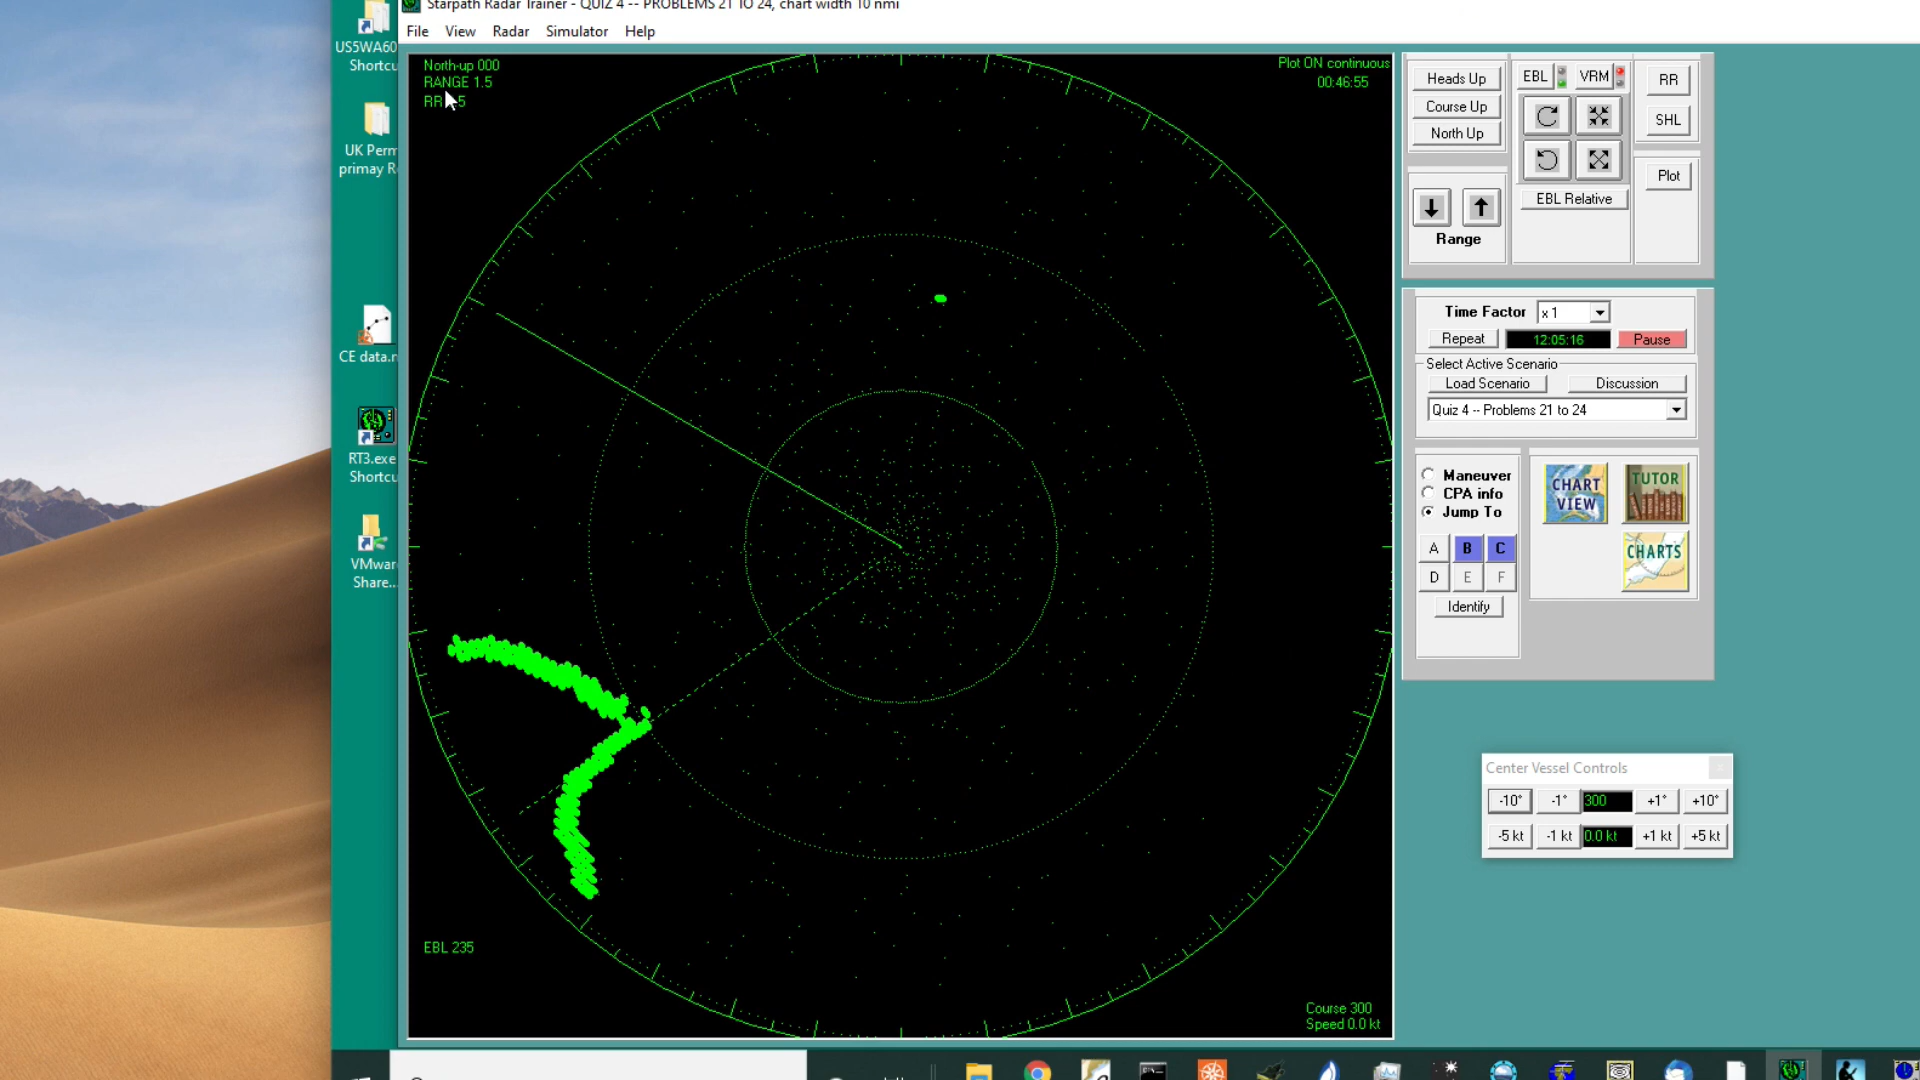 Starpath Radar Trainer - QUIZ 4 -- PROBLEMS 21 TO 24, chart width 10 nmi
File View Radar Simulator Help
US5WA60
Shortcu
UK Perm
primay R
CE data.n
RT3.exe
Shortcu
VMwar
Share...
North-up 000
RANGE 1.5
Plot ON continuous
00:46:55
EBL 235
Course 300
Speed 0.0 kt
Heads Up
Course Up
North Up
Range
EBL
VRM
EBL Relative
RR
SHL
Plot
Time Factor x 1
Repeat 12:05:16 Pause
Select Active Scenario
Load Scenario Discussion
Quiz 4 -- Problems 21 to 24
Maneuver
CPA info
Jump To
A B C
D E F
Identify
CHART
VIEW
TUTOR
CHARTS
Center Vessel Controls
-10° -1° 300 +1° +10°
-5 kt -1 kt 0.0 kt +1 kt +5 kt